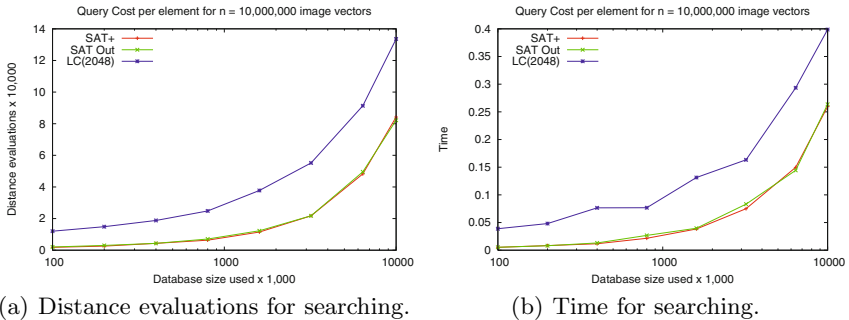 Query Cost per element for n = 10,000,000 image vectors
SAT+
SAT Out
LC(2048)
14
12
10
8
6
4
2
0
Distance evaluations x 10,000
100
1000
10000
Database size used x 1,000
(a) Distance evaluations for searching.
Query Cost per element for n = 10,000,000 image vectors
SAT+
SAT Out
LC(2048)
0.4
0.35
0.3
0.25
0.2
0.15
0.1
0.05
0
Time
100
1000
10000
Database size used x 1,000
(b) Time for searching.